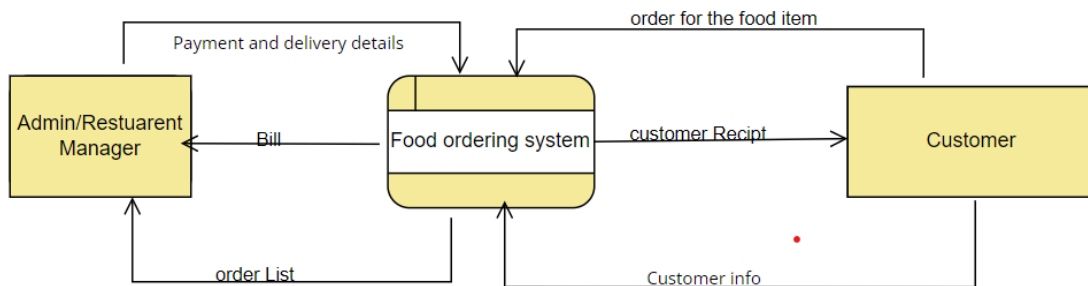 order for the food item
Payment and delivery details
Admin/Restuarent
Manager
Bill
Food ordering system
customer Recipt
Customer
order List
Customer info